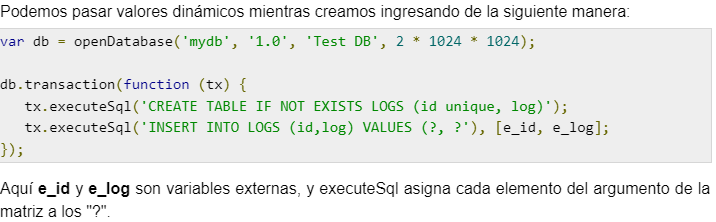 Podemos pasar valores dinámicos mientras creamos ingresando de la siguiente manera:
var db = openDatabase('mydb', '1.0', 'Test DB', 2 * 1024 * 1024);
db.transaction(function (tx) {
   tx.executeSql('CREATE TABLE IF NOT EXISTS LOGS (id unique, log)');
   tx.executeSql('INSERT INTO LOGS (id,log) VALUES (?, ?'), [e_id, e_log];
});
Aquí e_id y e_log son variables externas, y executeSql asigna cada elemento del argumento de la
matriz a los "?".